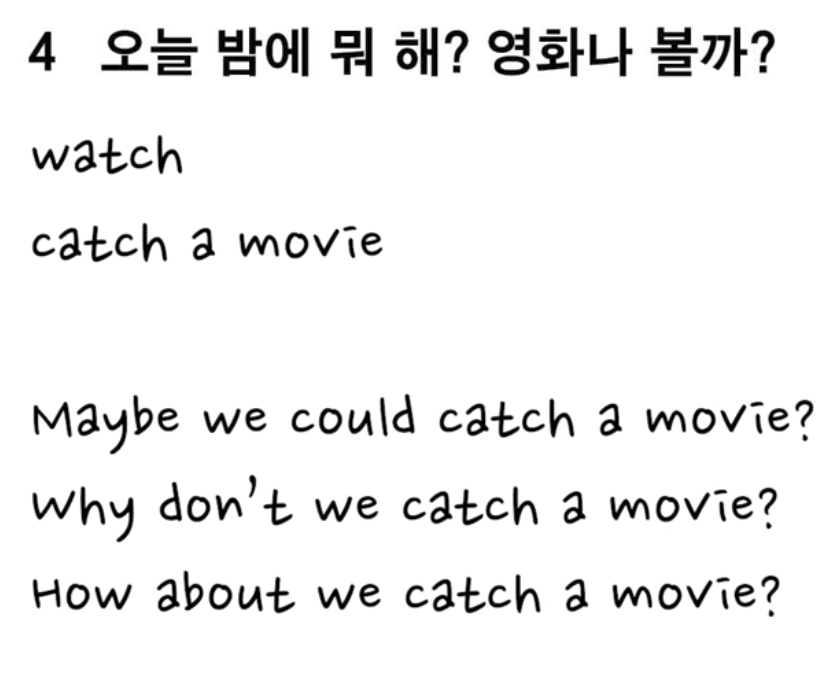 4 오늘 밤에 뭐 해? 영화나 볼까?
watch
catch a movie
Maybe we could catch a movie?
Why don't we catch a movie?
How about we catch a movie?